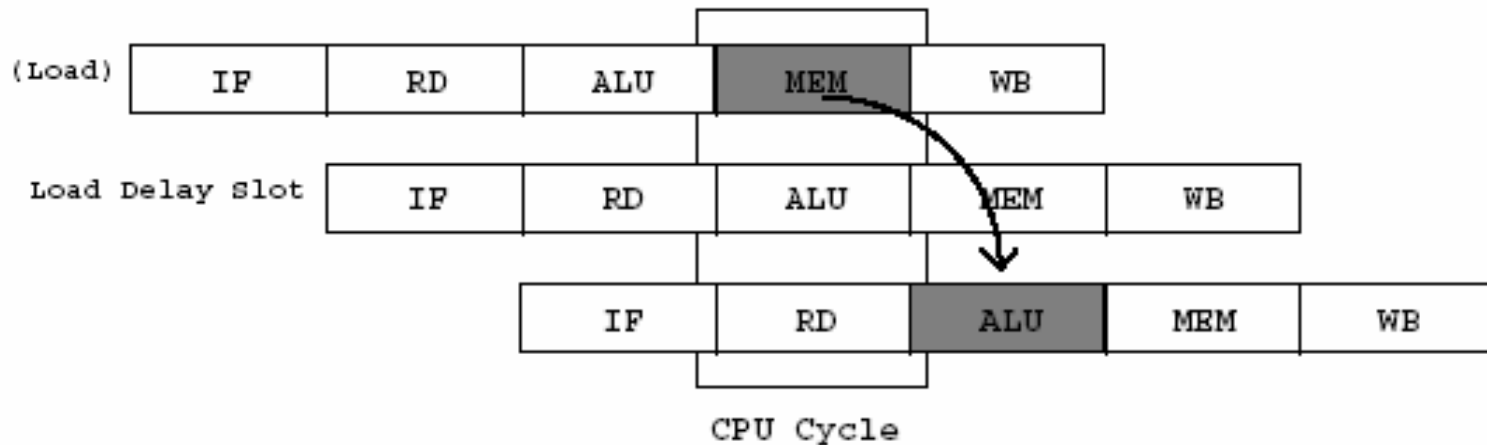 (Load) IF RD ALU MEM WB
Load Delay Slot IF RD ALU MEM WB
IF RD ALU MEM WB
CPU Cycle